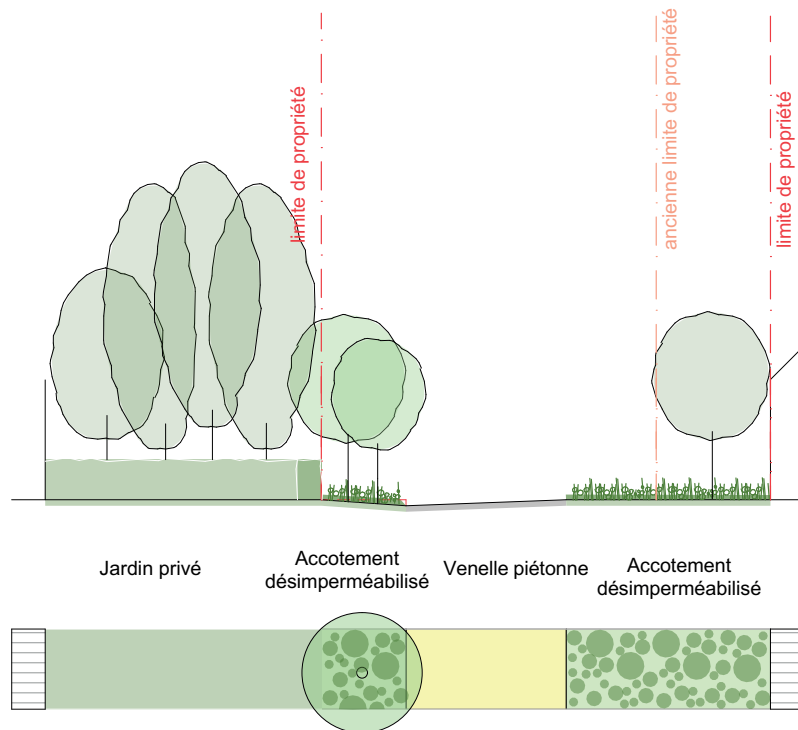 limite de propriété
ancienne limite de propriété
limite de propriété
Jardin privé
Accotement
désimperméabilisé
Venelle piétonne
Accotement
désimperméabilisé